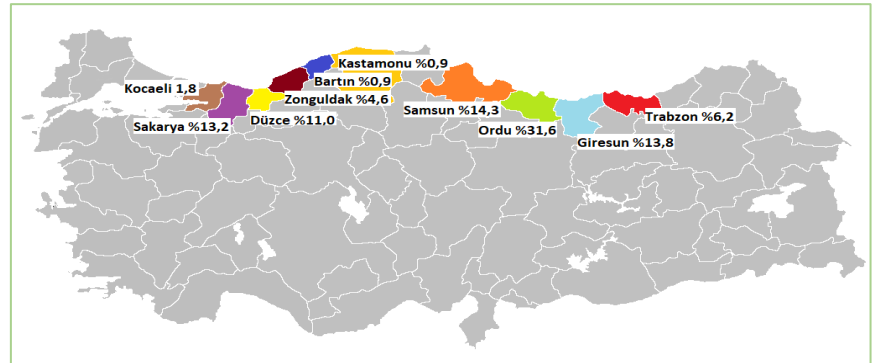 Kastamonu %0,9
Bartın %0,9
Kocaeli 1,8
Zonguldak %4,6
Samsun %14,3
Trabzon %6,2
Düzce %11,0
Sakarya %13,2
Ordu %31,6
Giresun %13,8